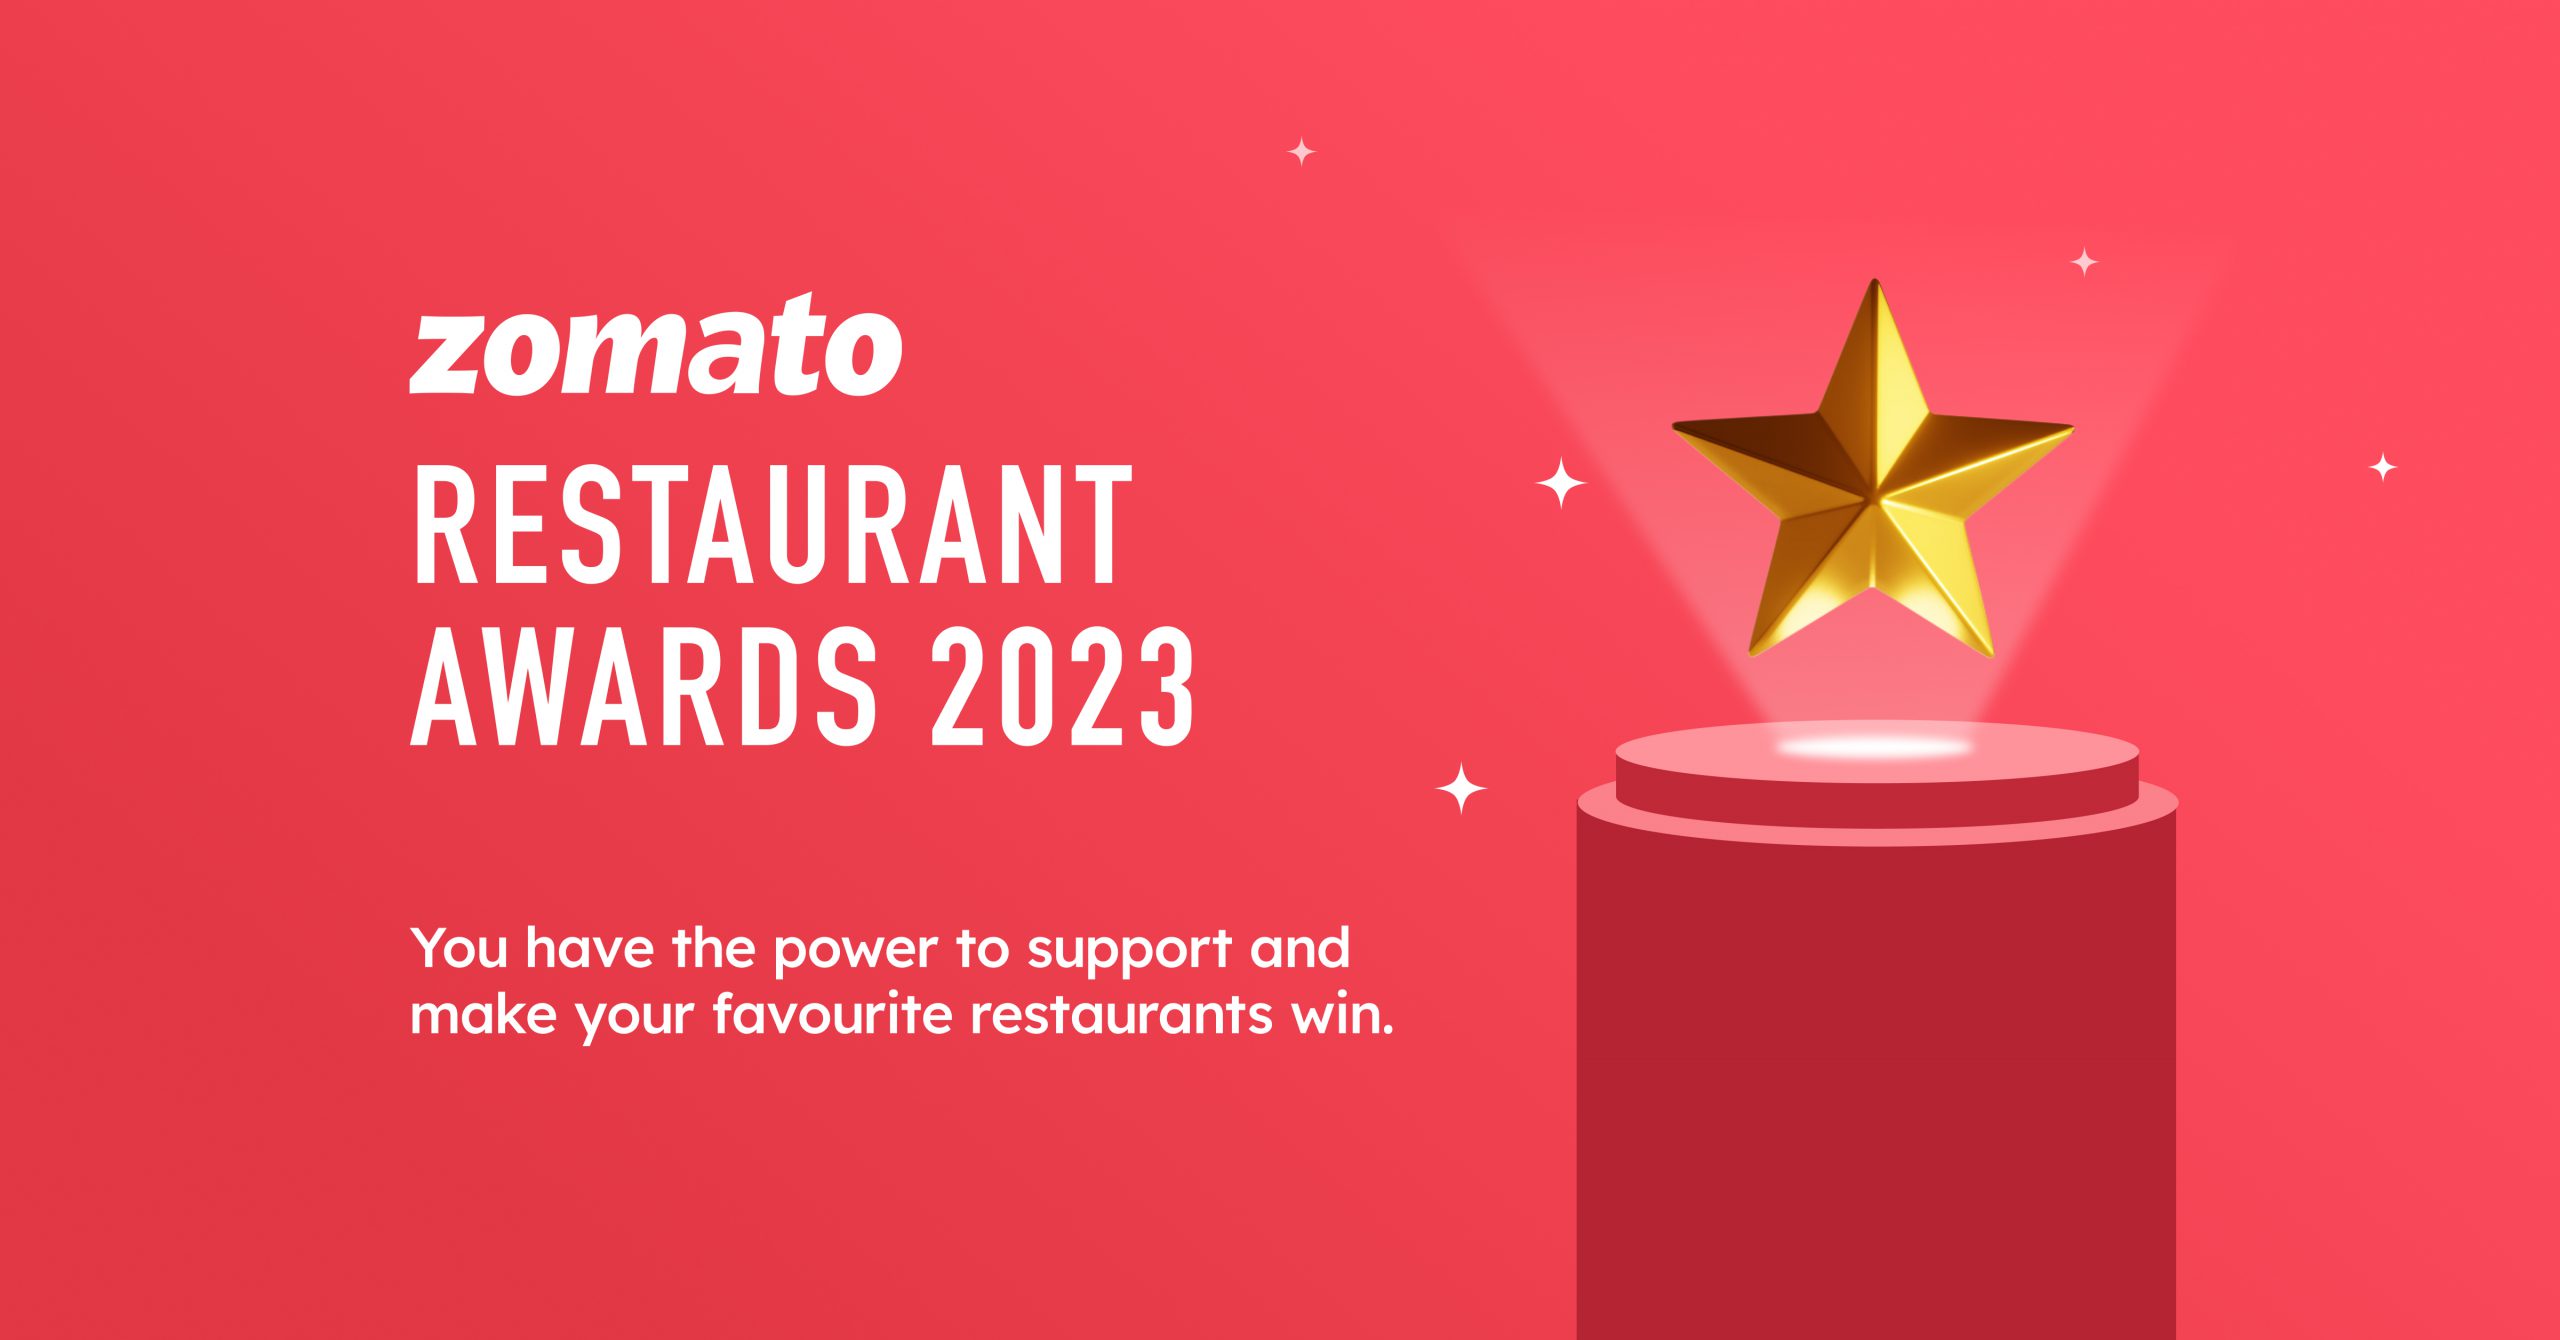 zomato
RESTAURANT
AWARDS 2023
You have the power to support and
make your favourite restaurants win.